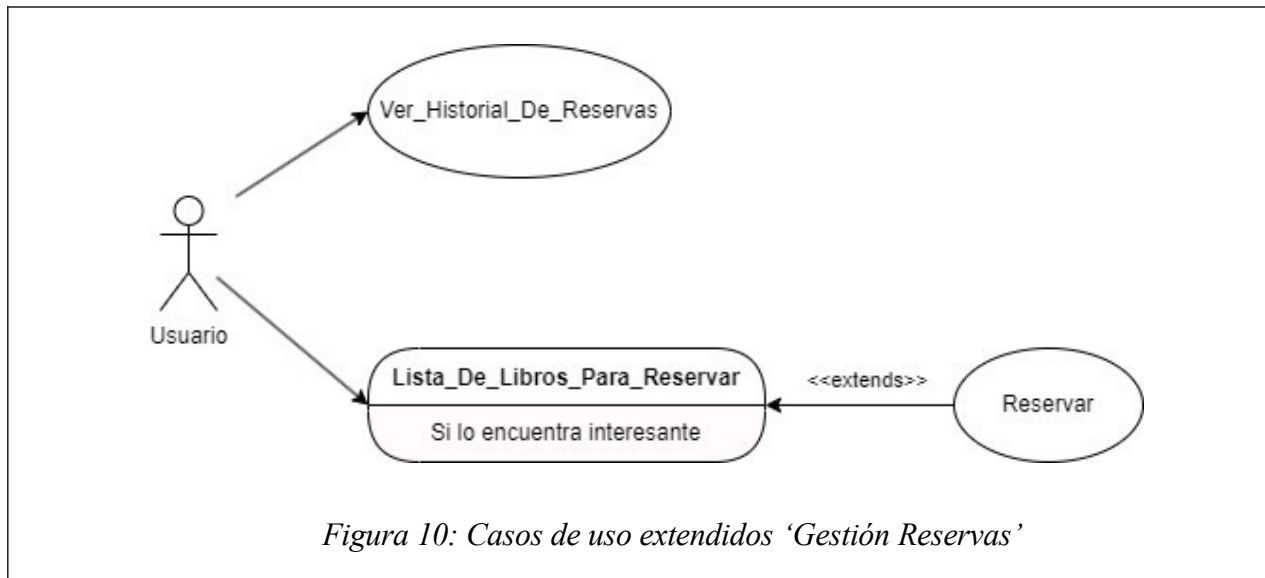 Ver_Historial_De_Reservas
Usuario
Lista_De_Libros_Para_Reservar
<<extends>>
Reservar
Si lo encuentra interesante
Figura 10: Casos de uso extendidos ‘Gestión Reservas’